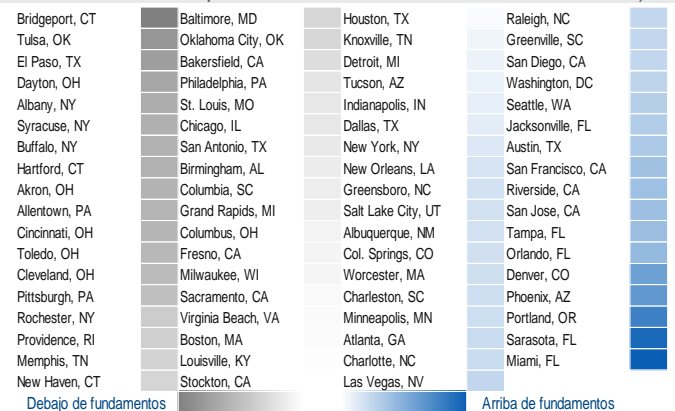 Bridgeport, CT Baltimore, MD Houston, TX Raleigh, NC
Tulsa, OK Oklahoma City, OK Knoxville, TN Greenville, SC
El Paso, TX Bakersfield, CA Detroit, MI San Diego, CA
Dayton, OH Philadelphia, PA Tucson, AZ Washington, DC
Albany, NY St. Louis, MO Indianapolis, IN Seattle, WA
Syracuse, NY Chicago, IL Dallas, TX Jacksonville, FL
Buffalo, NY San Antonio, TX New York, NY Austin, TX
Hartford, CT Birmingham, AL New Orleans, LA San Francisco, CA
Akron, OH Columbia, SC Greensboro, NC Riverside, CA
Allentown, PA Grand Rapids, MI Salt Lake City, UT San Jose, CA
Cincinnati, OH Columbus, OH Albuquerque, NM Tampa, FL
Toledo, OH Fresno, CA Col. Springs, CO Orlando, FL
Cleveland, OH Milwaukee, WI Worcester, MA Denver, CO
Pittsburgh, PA Sacramento, CA Charleston, SC Phoenix, AZ
Rochester, NY Virginia Beach, VA Minneapolis, MN Portland, OR
Providence, RI Boston, MA Atlanta, GA Sarasota, FL
Memphis, TN Louisville, KY Charlotte, NC Miami, FL
New Haven, CT Stockton, CA Las Vegas, NV
Debajo de fundamentos Arriba de fundamentos